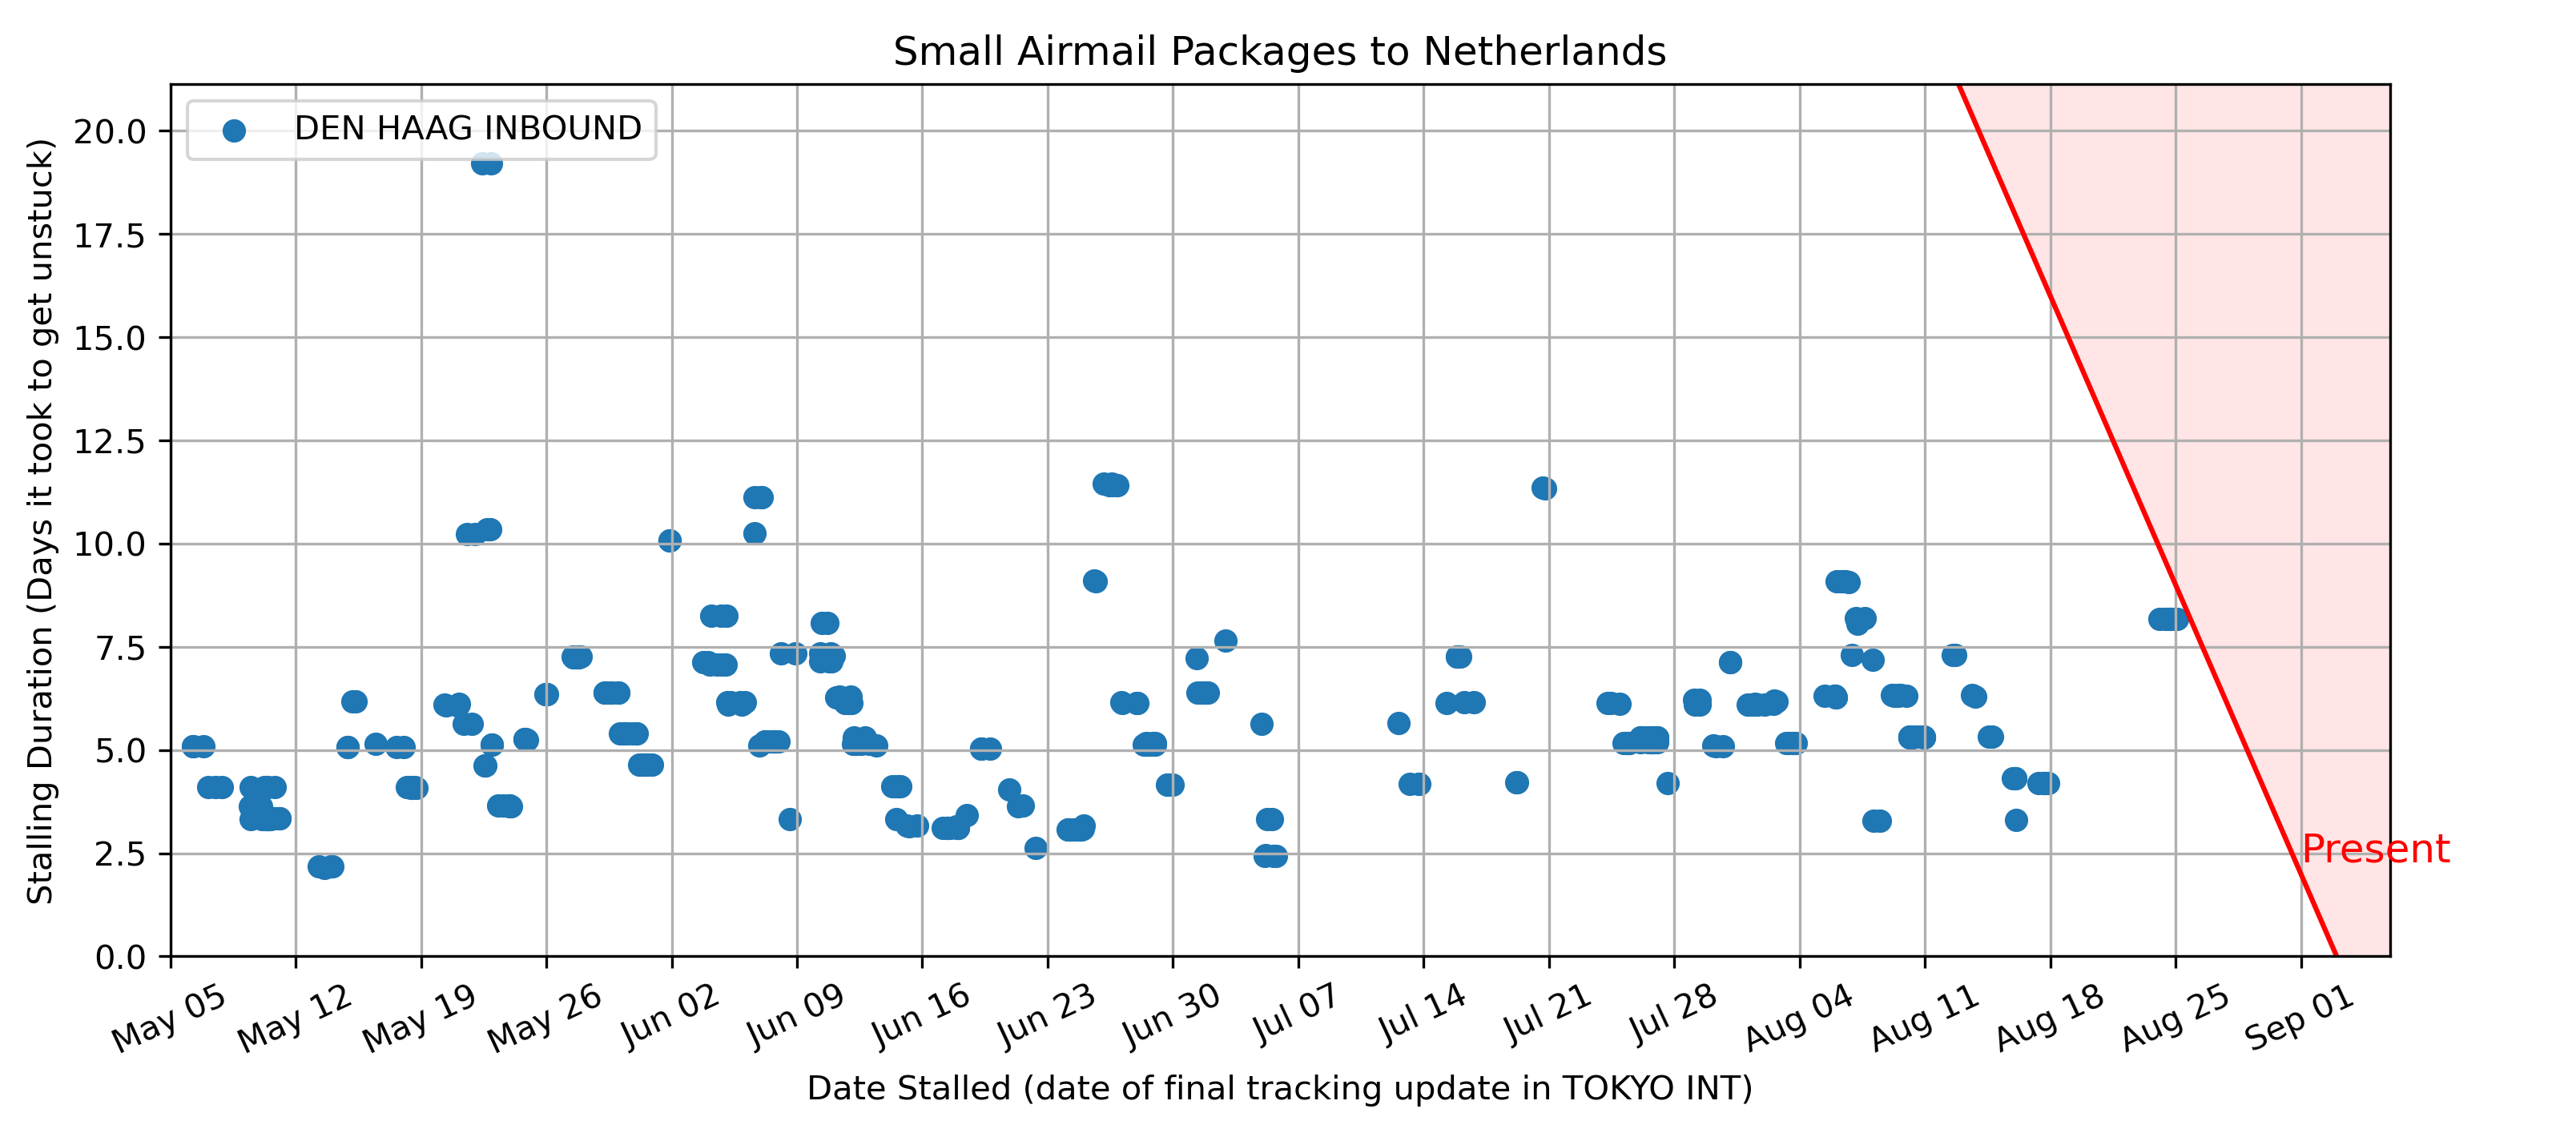 Small Airmail Packages to Netherlands
DEN HAAG INBOUND
Stalling Duration (Days it took to get unstuck)
20.0
17.5
15.0
12.5
10.0
7.5
5.0
2.5
0.0
Present
May 05
May 12
May 19
May 26
Jun 02
Jun 09
Jun 16
Jun 23
Jun 30
Jul 07
Jul 14
Jul 21
Jul 28
Aug 04
Aug 11
Aug 18
Aug 25
Sep 01
Date Stalled (date of final tracking update in TOKYO INT)